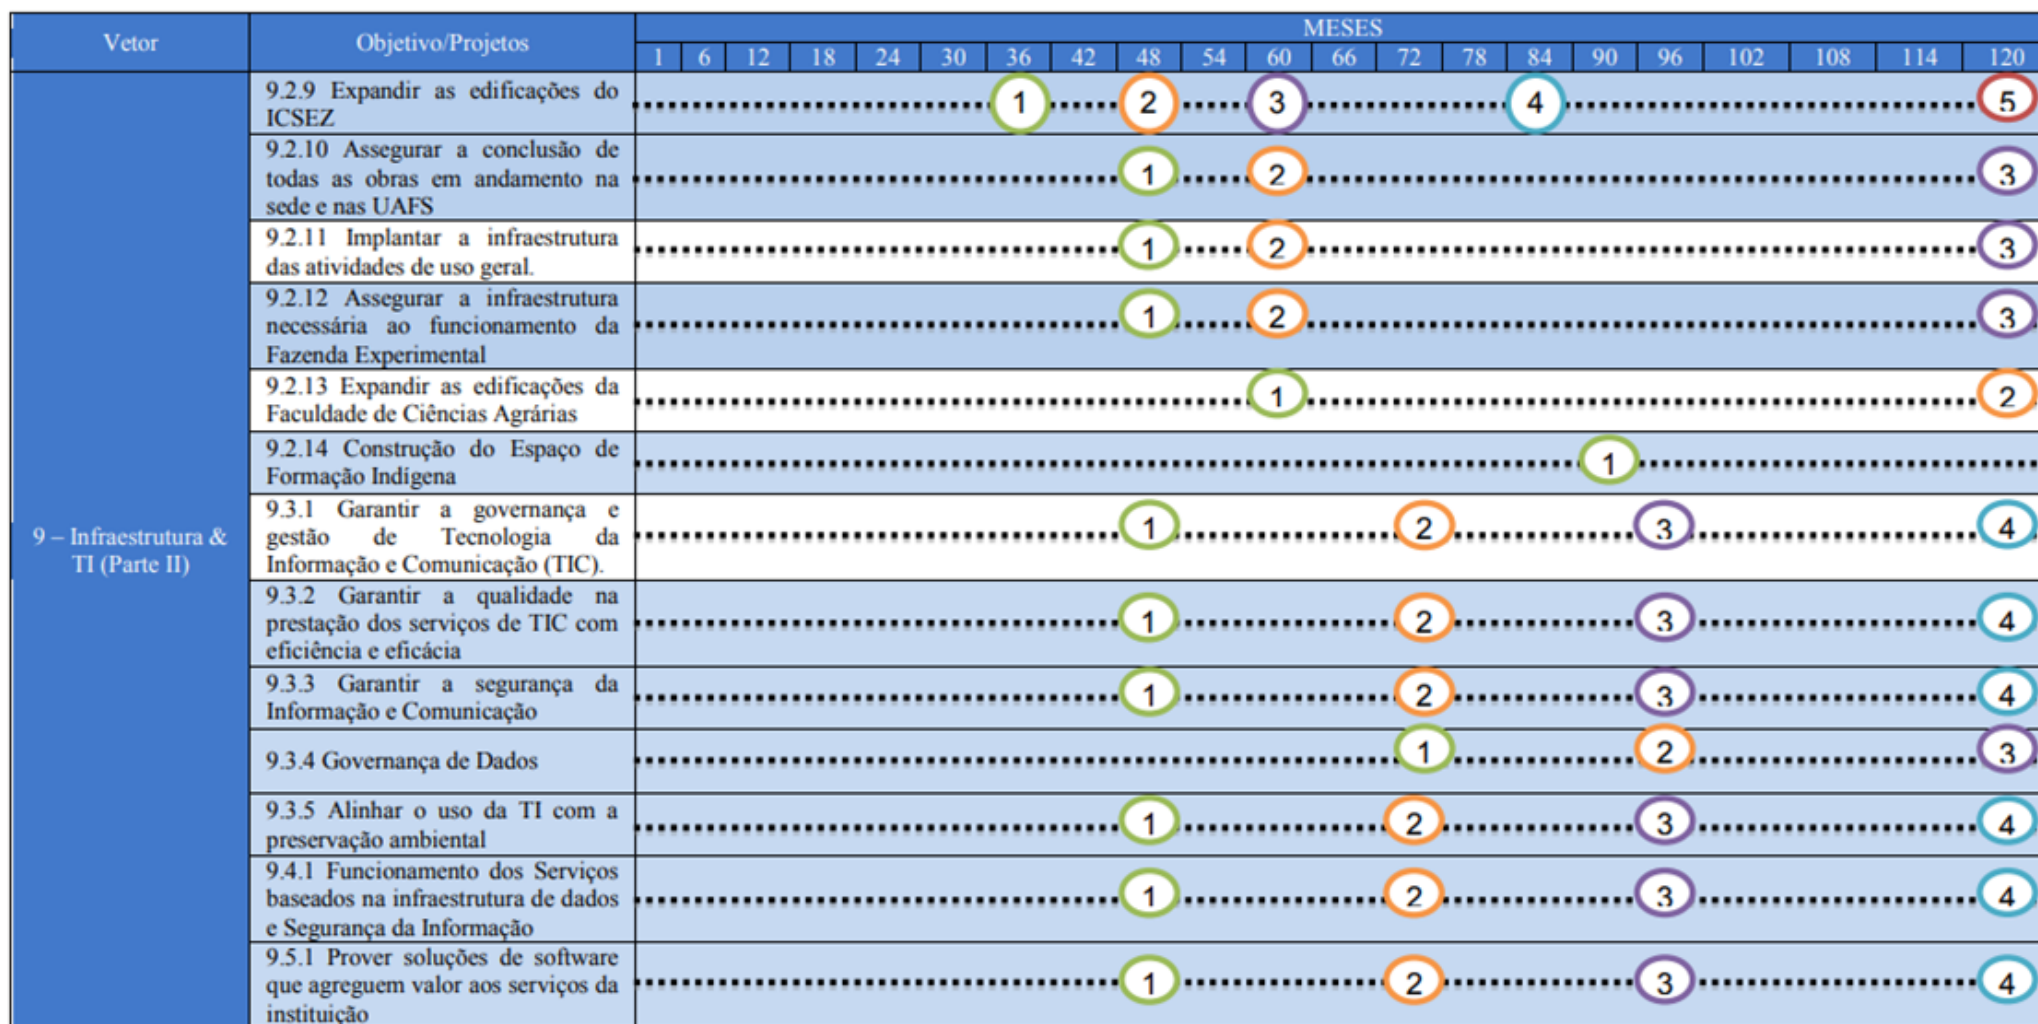 Vetor
Objetivo/Projetos
MESES
1 6 12 18 24 30 36 42 48 54 60 66 72 78 84 90 96 102 108 114 120
9 – Infraestrutura &
TI (Parte II)
9.2.9 Expandir as edificações do
ICSEZ
1 2 3 4 5
9.2.10 Assegurar a conclusão de
todas as obras em andamento na
sede e nas UAFS
1 2 3
9.2.11 Implantar a infraestrutura
das atividades de uso geral.
1 2 3
9.2.12 Assegurar a infraestrutura
necessária ao funcionamento da
Fazenda Experimental
1 2 3
9.2.13 Expandir as edificações da
Faculdade de Ciências Agrárias
1 2
9.2.14 Construção do Espaço de
Formação Indígena
1
9.3.1 Garantir a governança e
gestão de Tecnologia da
Informação e Comunicação (TIC).
1 2 3 4
9.3.2 Garantir a qualidade na
prestação dos serviços de TIC com
eficiência e eficácia
1 2 3 4
9.3.3 Garantir a segurança da
Informação e Comunicação
1 2 3 4
9.3.4 Governança de Dados
1 2 3
9.3.5 Alinhar o uso da TI com a
preservação ambiental
1 2 3 4
9.4.1 Funcionamento dos Serviços
baseados na infraestrutura de dados
e Segurança da Informação
1 2 3 4
9.5.1 Prover soluções de software
que agreguem valor aos serviços da
instituição
1 2 3 4